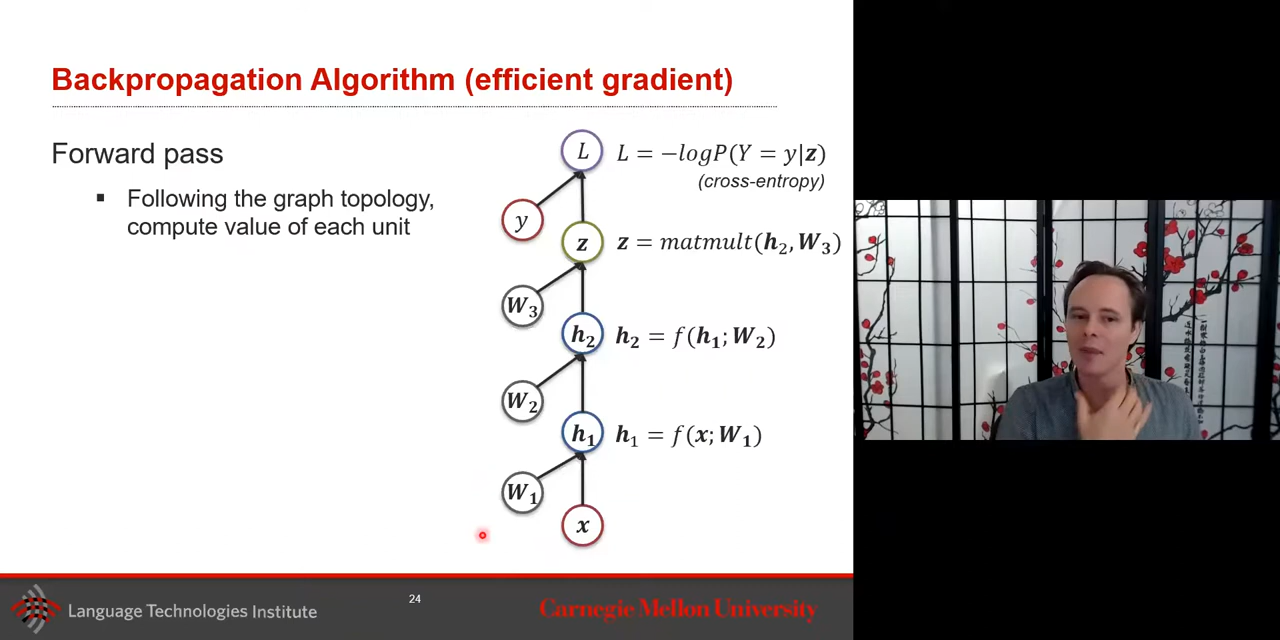 Backpropagation Algorithm (efficient gradient)
Forward pass
▪ Following the graph topology,
compute value of each unit
L
L = −logP(Y = y|z)
(cross-entropy)
y
z
z = matmult(h₂, W₃)
W₃
h₂
h₂ = f(h₁; W₂)
W₂
h₁
h₁ = f(x; W₁)
W₁
x
24
Language Technologies Institute
Carnegie Mellon University